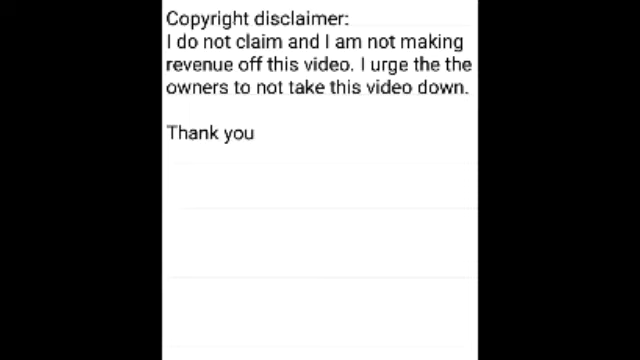 Copyright disclaimer:
I do not claim and I am not making
revenue off this video. I urge the the
owners to not take this video down.
Thank you